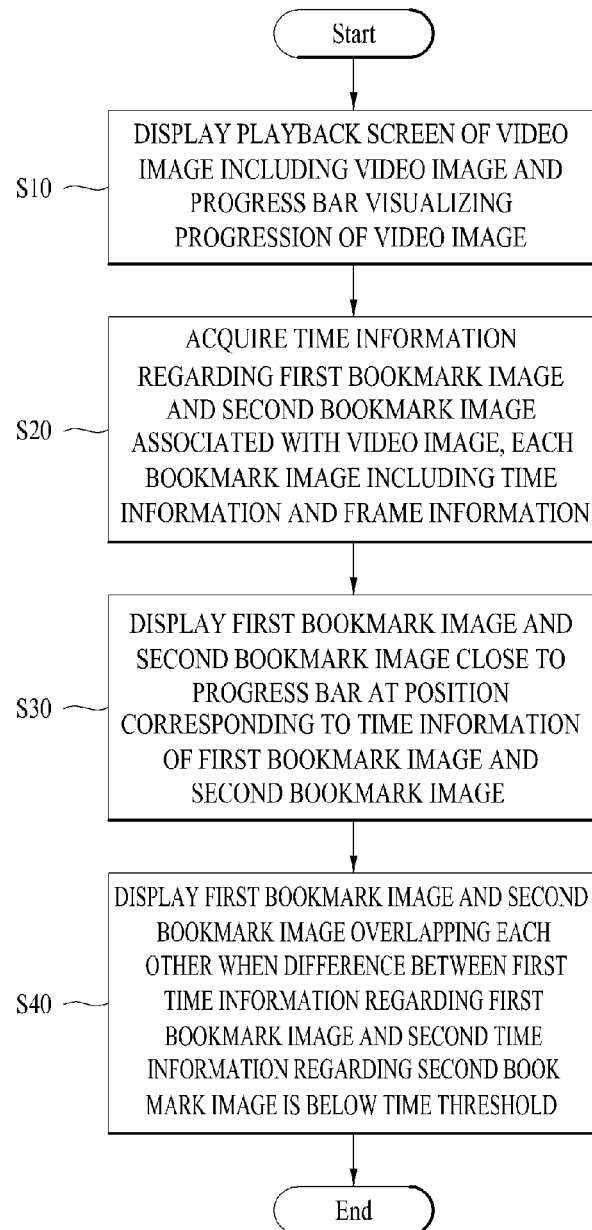 Start
S10
DISPLAY PLAYBACK SCREEN OF VIDEO
IMAGE INCLUDING VIDEO IMAGE AND
PROGRESS BAR VISUALIZING
PROGRESSION OF VIDEO IMAGE
S20
ACQUIRE TIME INFORMATION
REGARDING FIRST BOOKMARK IMAGE
AND SECOND BOOKMARK IMAGE
ASSOCIATED WITH VIDEO IMAGE, EACH
BOOKMARK IMAGE INCLUDING TIME
INFORMATION AND FRAME INFORMATION
S30
DISPLAY FIRST BOOKMARK IMAGE AND
SECOND BOOKMARK IMAGE CLOSE TO
PROGRESS BAR AT POSITION
CORRESPONDING TO TIME INFORMATION
OF FIRST BOOKMARK IMAGE AND
SECOND BOOKMARK IMAGE
S40
DISPLAY FIRST BOOKMARK IMAGE AND SECOND
BOOKMARK IMAGE OVERLAPPING EACH
OTHER WHEN DIFFERENCE BETWEEN FIRST
TIME INFORMATION REGARDING FIRST
BOOKMARK IMAGE AND SECOND TIME
INFORMATION REGARDING SECOND BOOK
MARK IMAGE IS BELOW TIME THRESHOLD
End